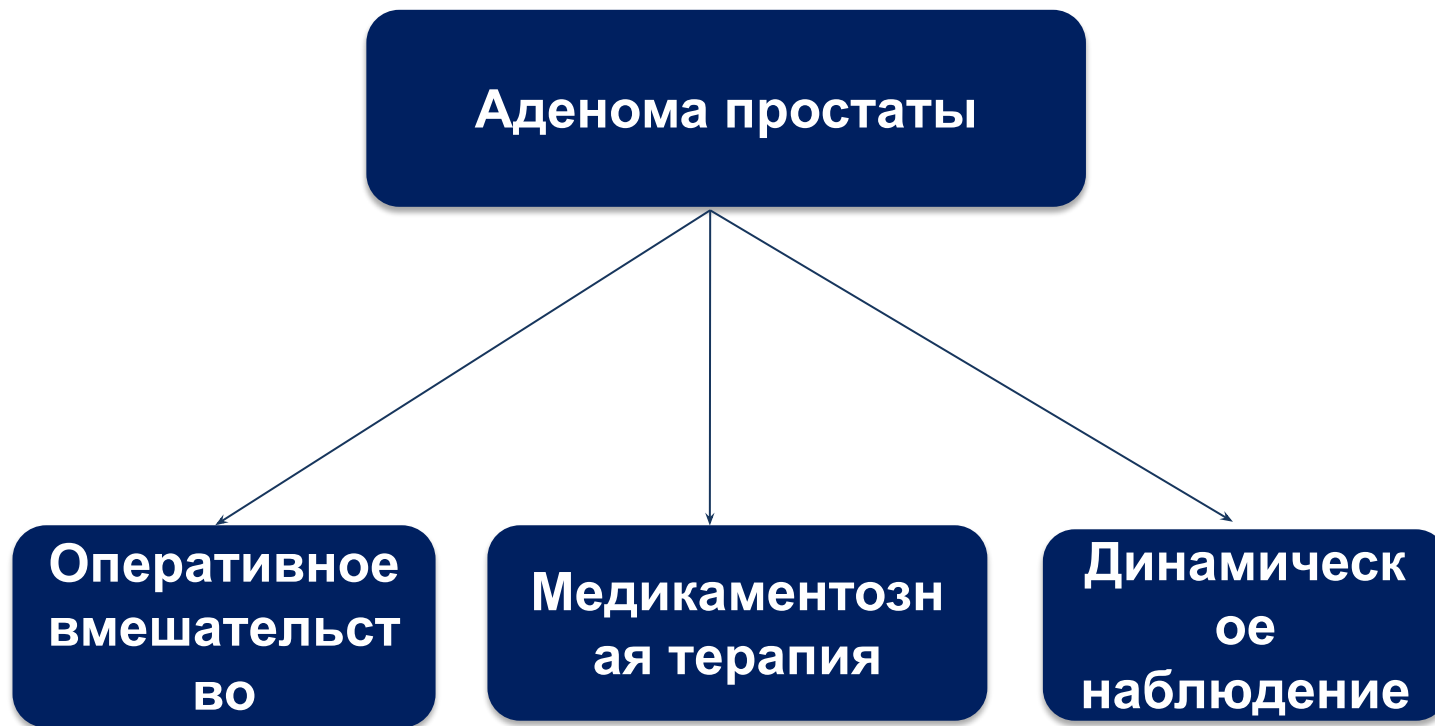 Аденома простаты
Оперативное
вмешательст
во
Медикаментозн
ая терапия
Динамическ
ое
наблюдение